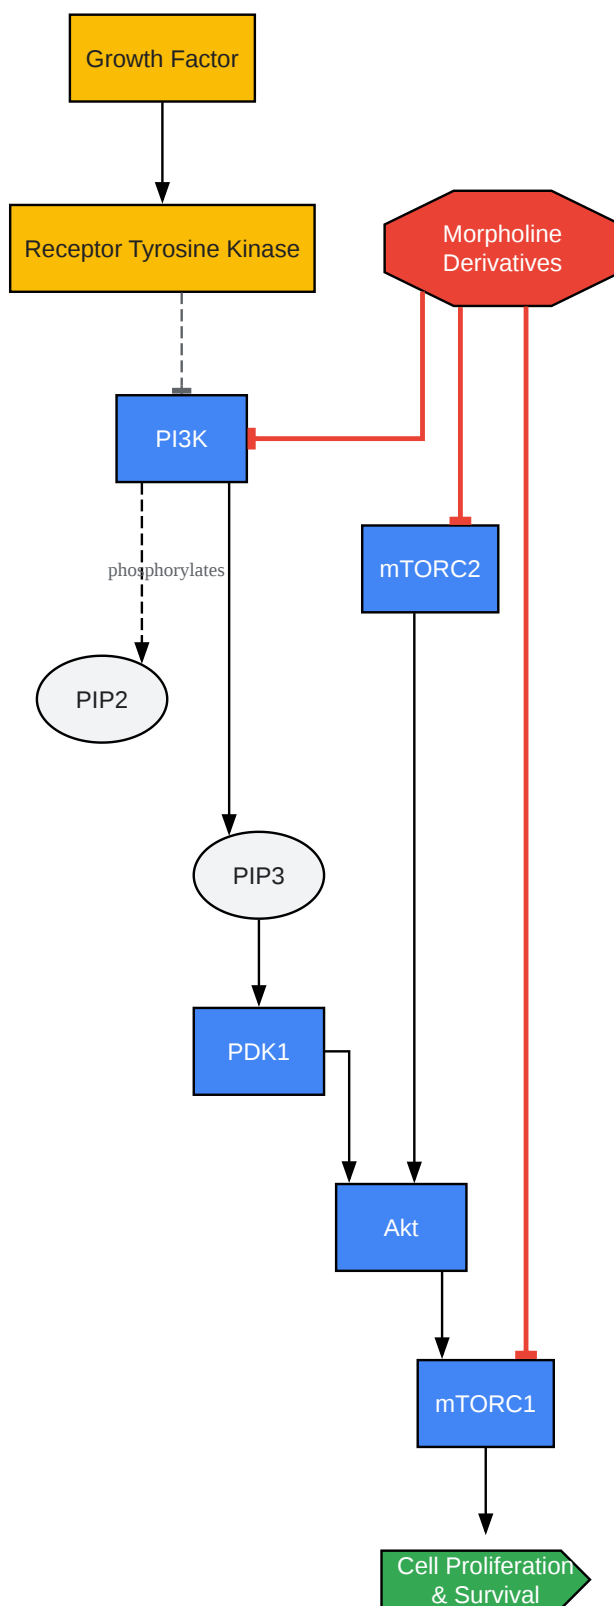 Growth Factor
Receptor Tyrosine Kinase
Morpholine
Derivatives
PI3K
mTORC2
phosphorylates
PIP2
PIP3
PDK1
Akt
mTORC1
Cell Proliferation
& Survival